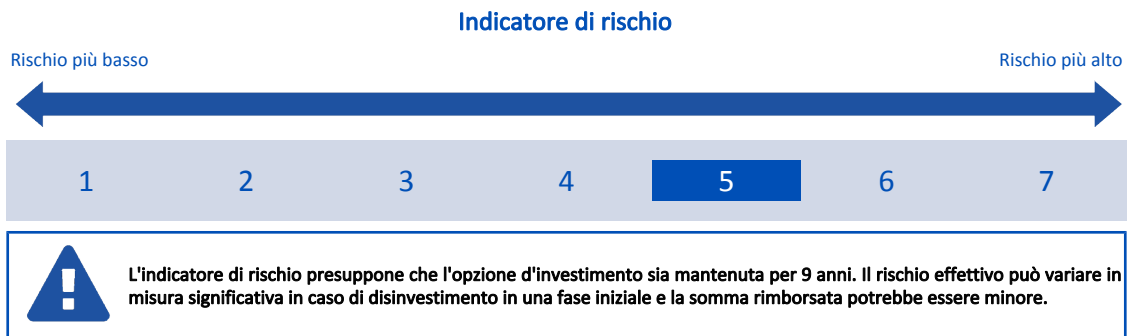 Indicatore di rischio
Rischio più basso
Rischio più alto
1 2 3 4 5 6 7
L'indicatore di rischio presuppone che l'opzione d'investimento sia mantenuta per 9 anni. Il rischio effettivo può variare in
misura significativa in caso di disinvestimento in una fase iniziale e la somma rimborsata potrebbe essere minore.